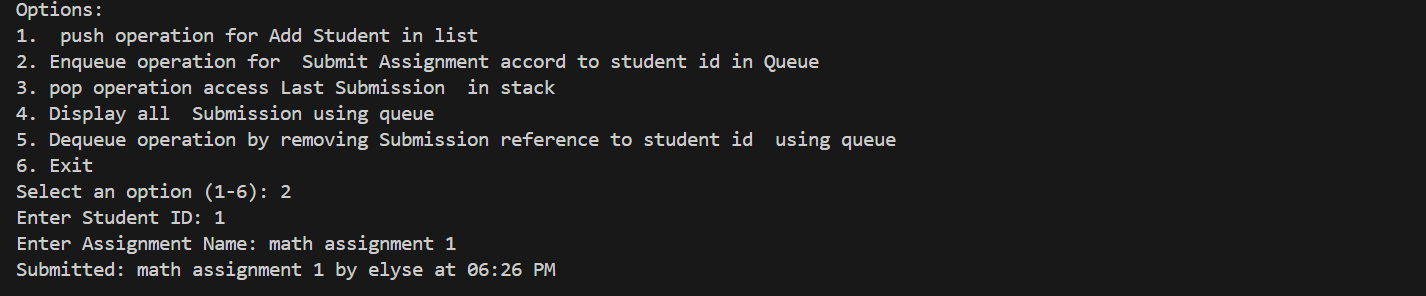 Options:
1.  push operation for Add Student in list
2. Enqueue operation for  Submit Assignment accord to student id in Queue
3. pop operation access Last Submission  in stack
4. Display all  Submission using queue
5. Dequeue operation by removing Submission reference to student id  using queue
6. Exit
Select an option (1-6): 2
Enter Student ID: 1
Enter Assignment Name: math assignment 1
Submitted: math assignment 1 by elyse at 06:26 PM